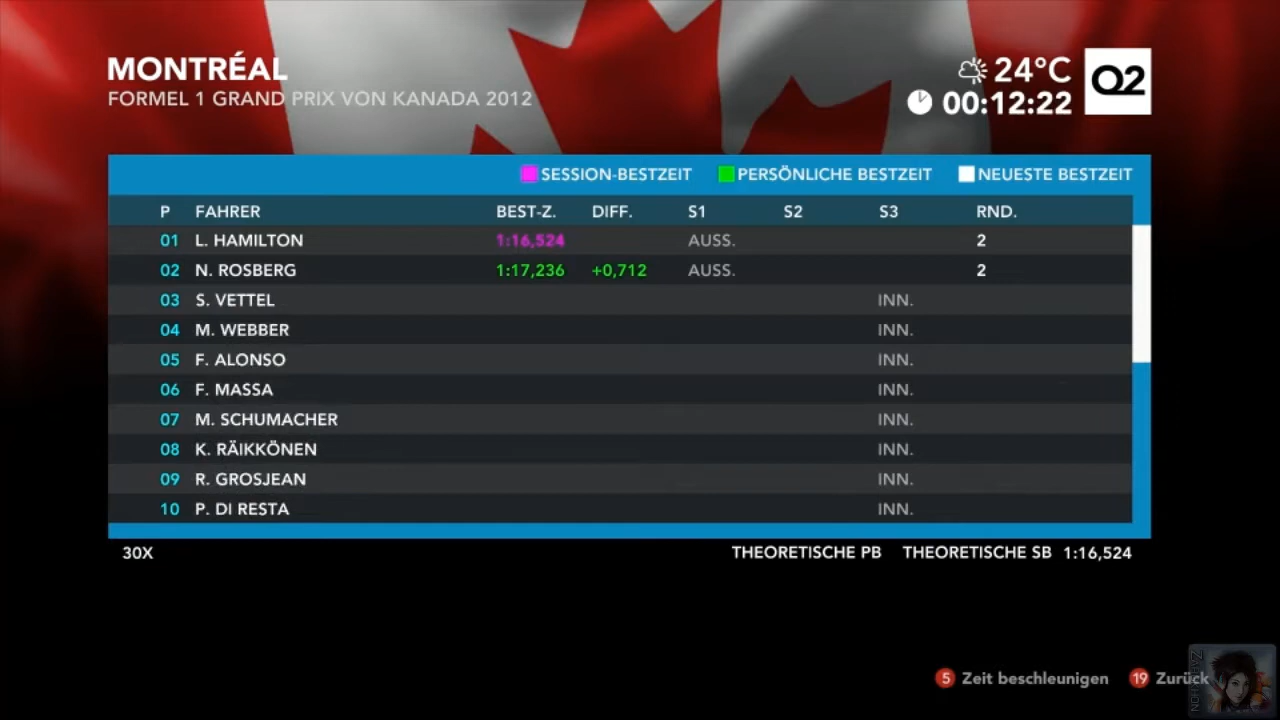 MONTRÉAL
FORMEL 1 GRAND PRIX VON KANADA 2012
24°C
00:12:22
Q2
SESSION-BESTZEIT PERSÖNLICHE BESTZEIT NEUESTE BESTZEIT
P FAHRER BEST-Z. DIFF. S1 S2 S3 RND.
01 L. HAMILTON 1:16,524 AUSS. 2
02 N. ROSBERG 1:17,236 +0,712 AUSS. 2
03 S. VETTEL INN.
04 M. WEBBER INN.
05 F. ALONSO INN.
06 F. MASSA INN.
07 M. SCHUMACHER INN.
08 K. RÄIKKÖNEN INN.
09 R. GROSJEAN INN.
10 P. DI RESTA INN.
30X THEORETISCHE PB THEORETISCHE SB 1:16,524
5 Zeit beschleunigen 19 Zurück